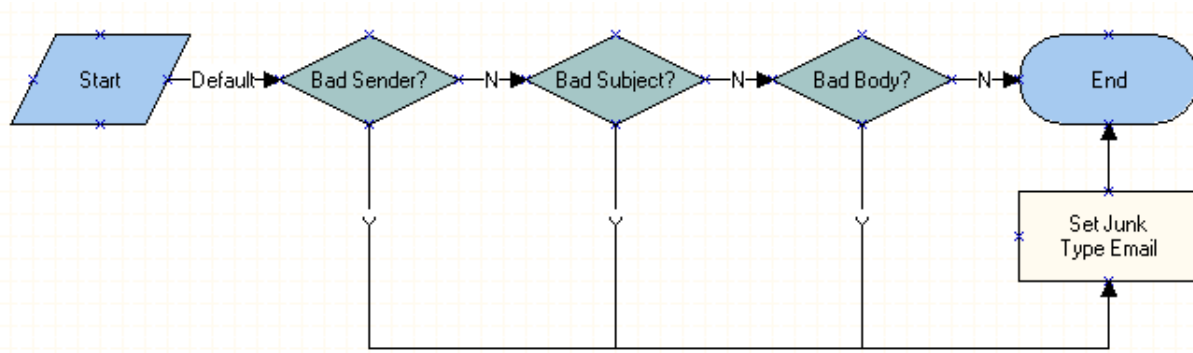 Start
Default
Bad Sender?
N
Bad Subject?
N
Bad Body?
N
End
Y
Y
Y
Set Junk
Type Email